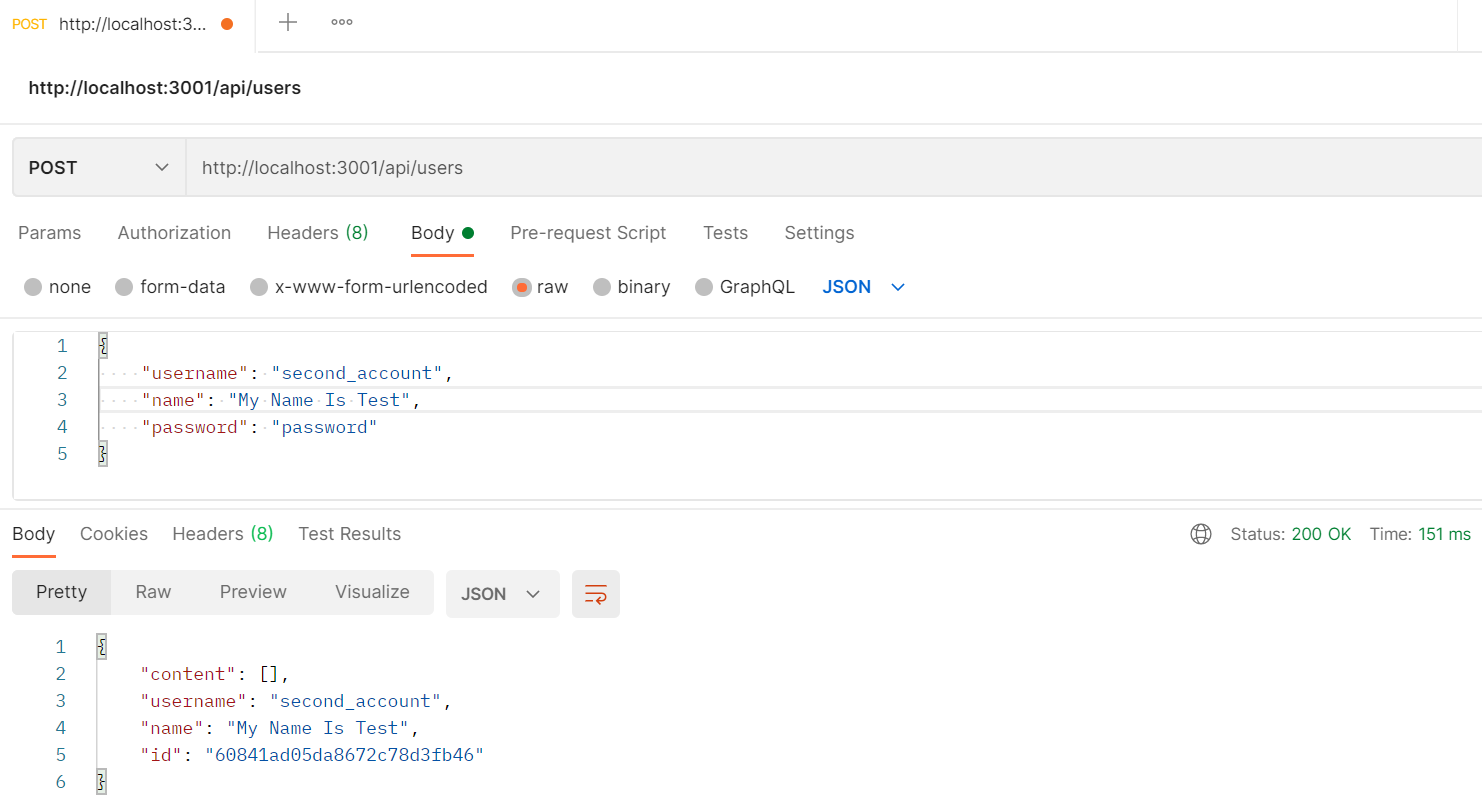 POST http://localhost:3...
http://localhost:3001/api/users
POST http://localhost:3001/api/users
Params Authorization Headers (8) Body Pre-request Script Tests Settings
none form-data x-www-form-urlencoded raw binary GraphQL JSON
1 {
2 "username": "second_account",
3 "name": "My Name Is Test",
4 "password": "password"
5 }
Body Cookies Headers (8) Test Results Status: 200 OK Time: 151 ms
Pretty Raw Preview Visualize JSON
1 {
2 "content": [],
3 "username": "second_account",
4 "name": "My Name Is Test",
5 "id": "60841ad05da8672c78d3fb46"
6 }